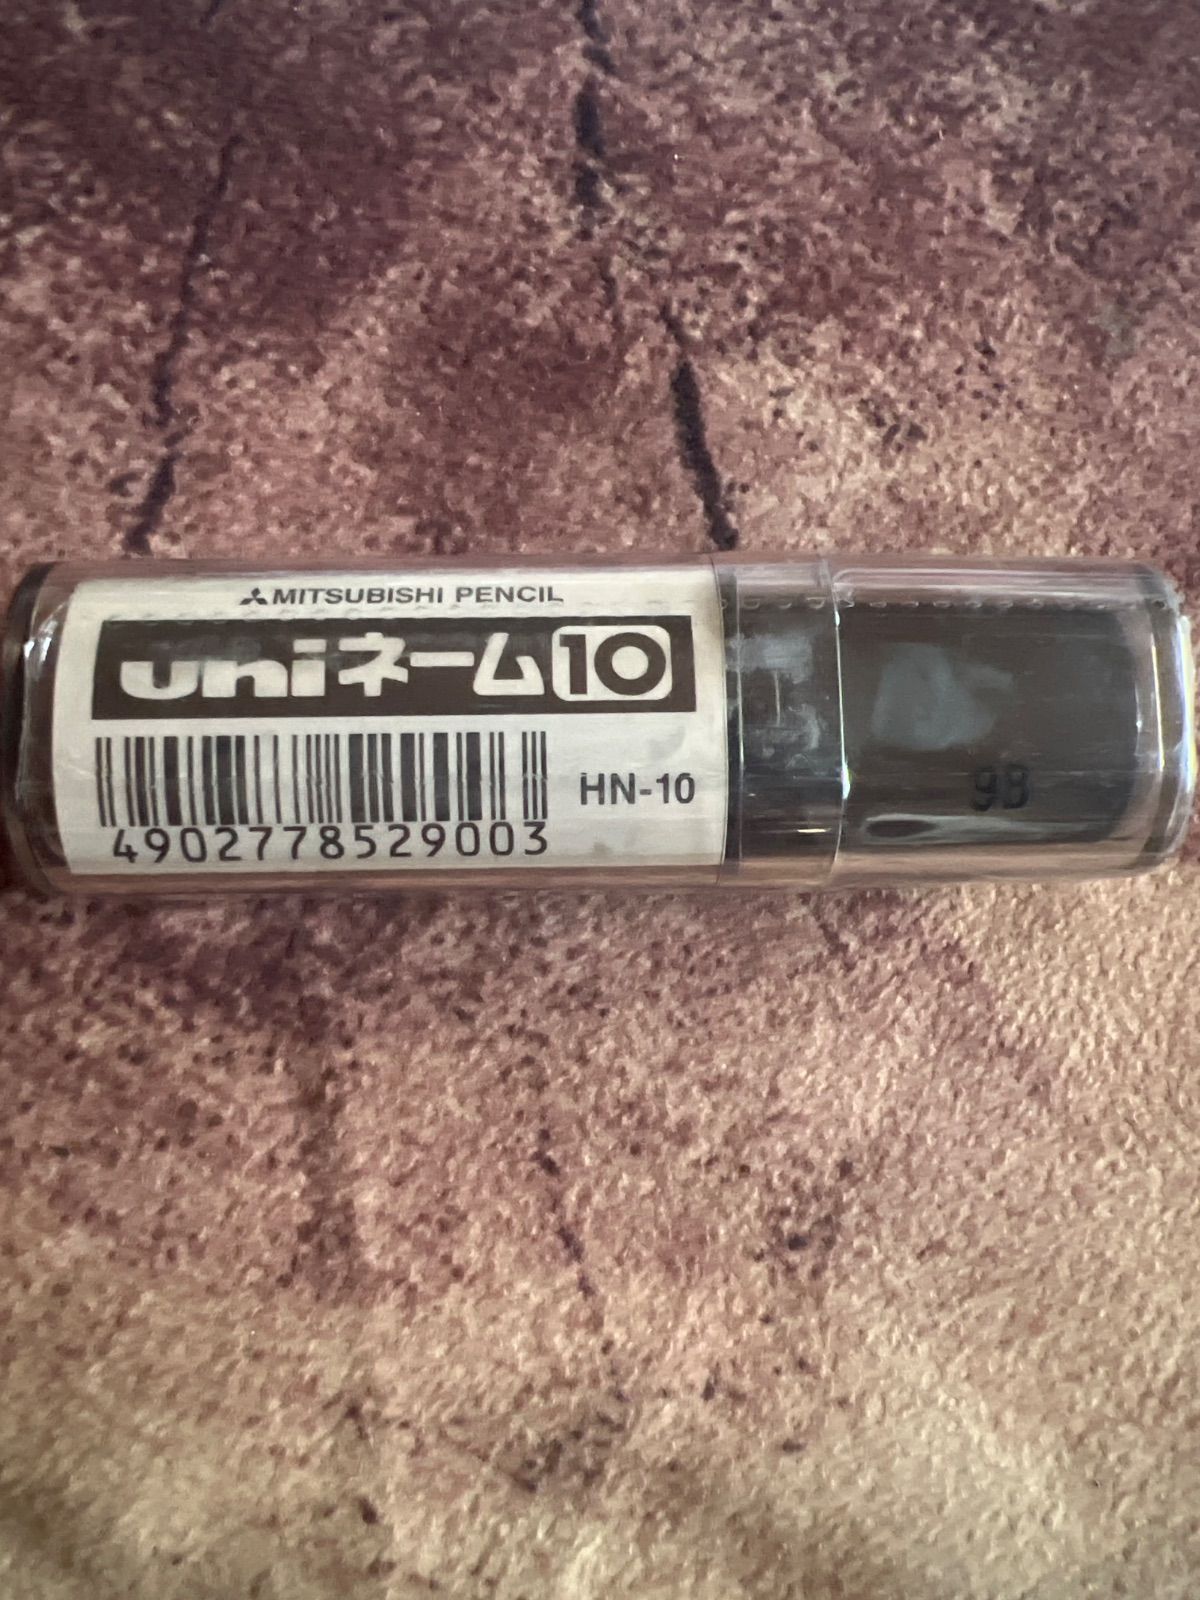 MITSUBISHI PENCIL
uniネーム10
HN-10
4902778529003
9B